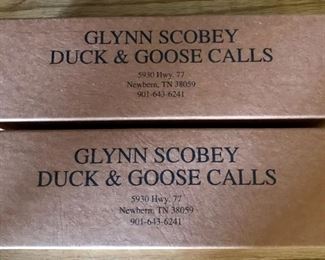 GLYNN SCOBEY
DUCK & GOOSE CALLS
5930 Hwy. 77
Newbern, TN 38059
901-643-6241
GLYNN SCOBEY
DUCK & GOOSE CALLS
5930 Hwy. 77
Newbern, TN 38059
901-643-6241